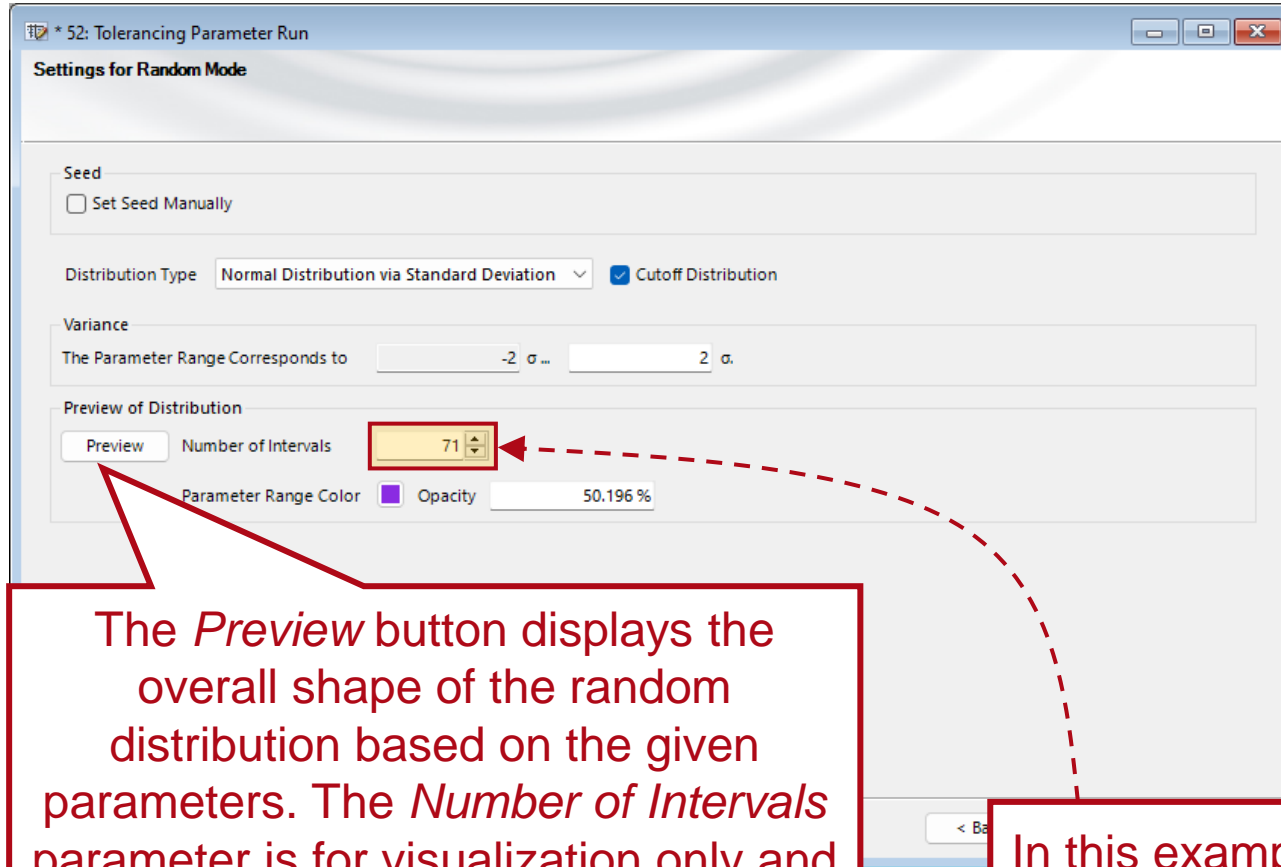 * 52: Tolerancing Parameter Run
Settings for Random Mode
Seed
Set Seed Manually
Distribution Type Normal Distribution via Standard Deviation Cutoff Distribution
Variance
The Parameter Range Corresponds to -2 σ ... 2 σ.
Preview of Distribution
Preview Number of Intervals 71
Parameter Range Color Opacity 50.196 %
The Preview button displays the
overall shape of the random
distribution based on the given
parameters. The Number of Intervals
parameter is for visualization only and
< Ba
In this examp